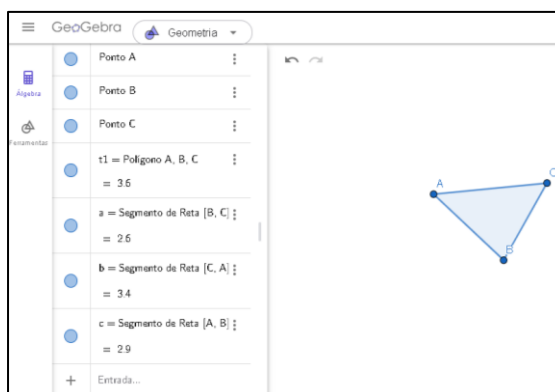 GeoGebra Geometria
Álgebra
Ferramentas
Ponto A
Ponto B
Ponto C
t1 = Polígono A, B, C
= 3.6
a = Segmento de Reta [B, C]
= 2.6
b = Segmento de Reta [C, A]
= 3.4
c = Segmento de Reta [A, B]
= 2.9
+ Entrada...
A
C
B